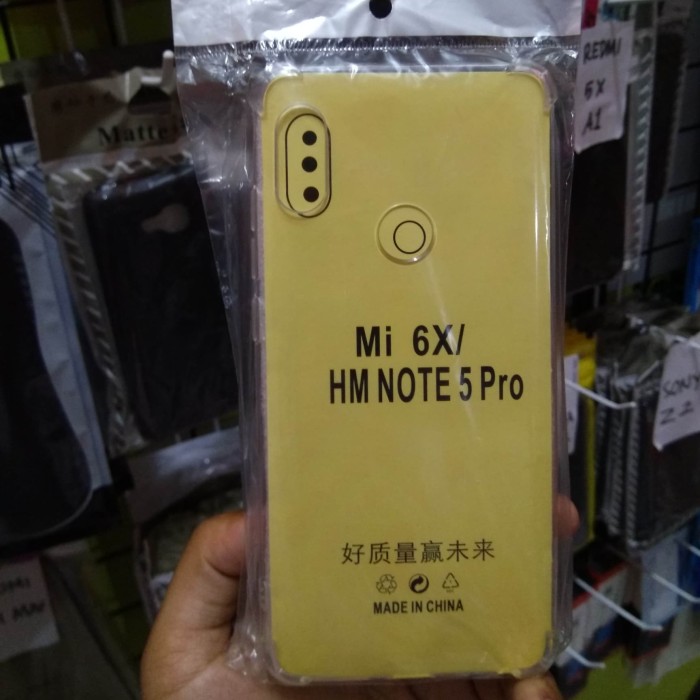 Matte
REDMI
5X
A1
Mi 6X/
HM NOTE 5 Pro
SONY
Z2
好质量赢未来
MADE IN CHINA